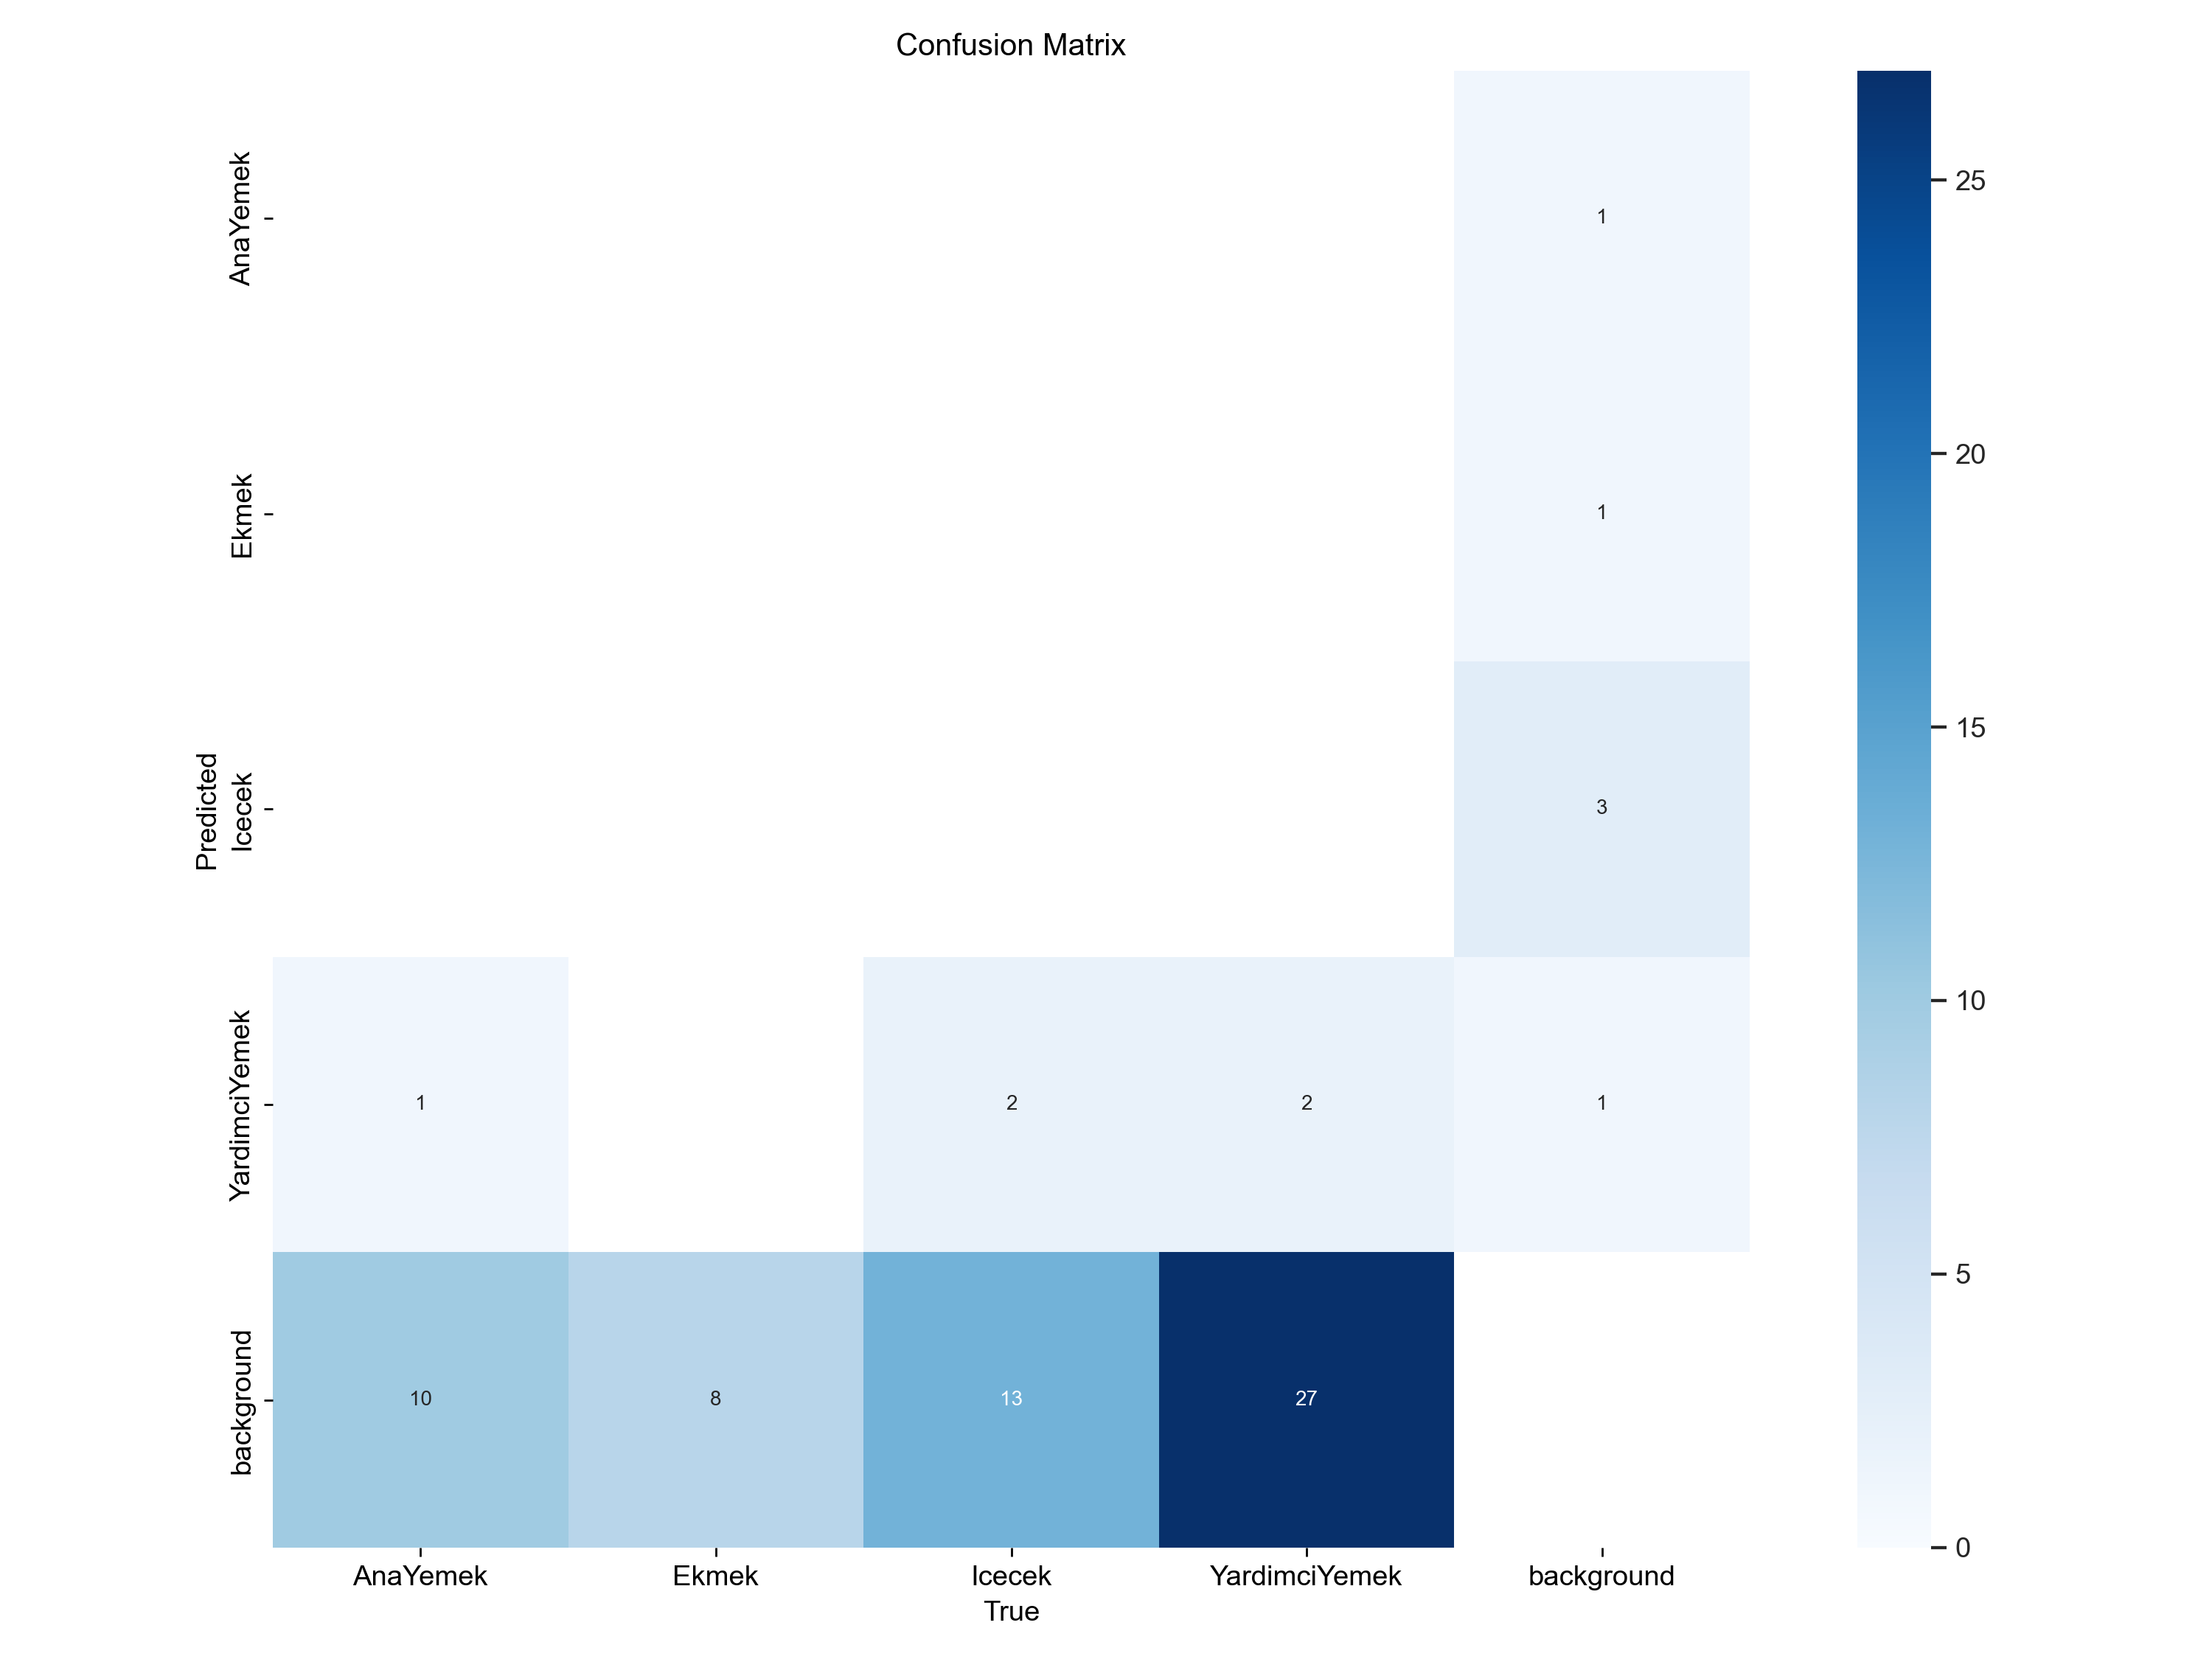 Confusion Matrix
AnaYemek
1
Ekmek
1
Predicted
Icecek
3
YardimciYemek
1
2
2
1
background
10
8
13
27
AnaYemek
Ekmek
Icecek
YardimciYemek
background
True
25
20
15
10
5
0